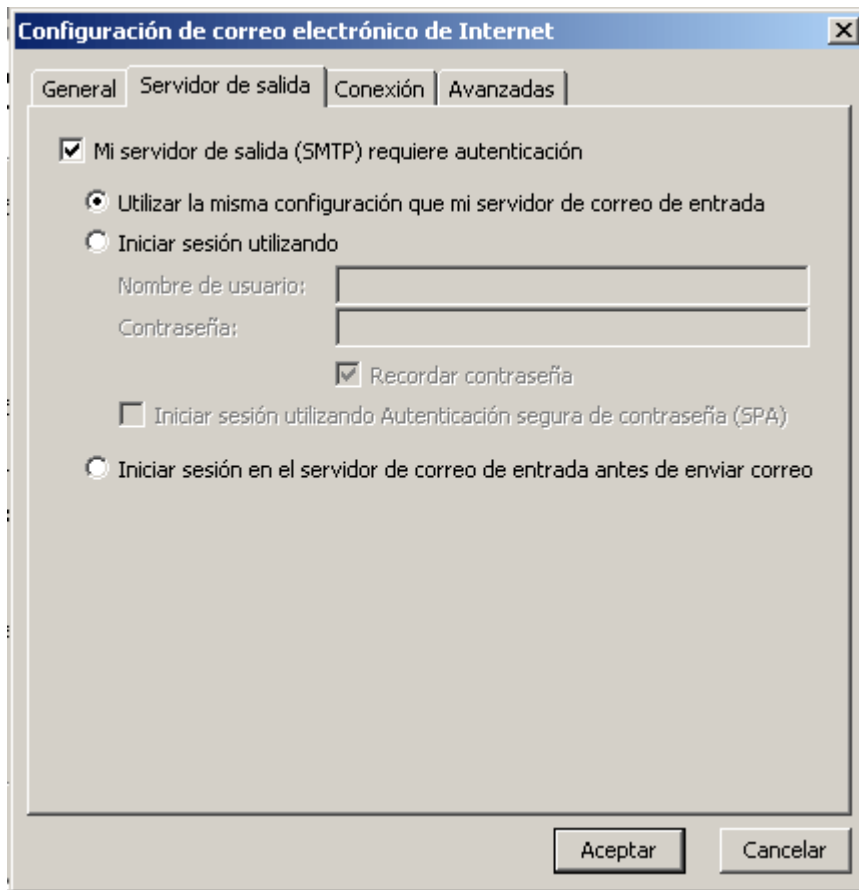 Configuración de correo electrónico de Internet
General Servidor de salida Conexión Avanzadas
Mi servidor de salida (SMTP) requiere autenticación
Utilizar la misma configuración que mi servidor de correo de entrada
Iniciar sesión utilizando
Nombre de usuario:
Contraseña:
Recordar contraseña
Iniciar sesión utilizando Autenticación segura de contraseña (SPA)
Iniciar sesión en el servidor de correo de entrada antes de enviar correo
Aceptar Cancelar